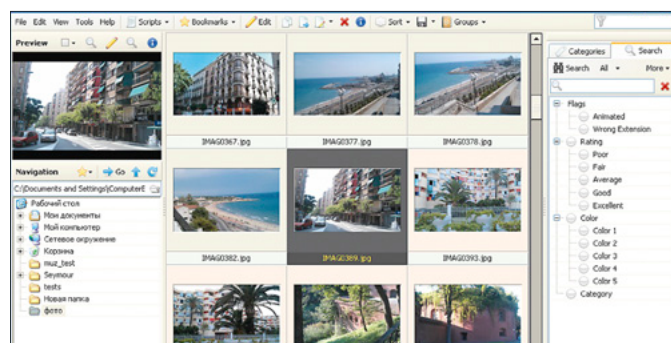 File Edit View Tools Help Scripts Bookmarks Edit Sort Groups
Preview
IMAG0367.jpg IMAG0377.jpg IMAG0378.jpg
Navigation Go
C:\Documents and Settings\ComputerE
Рабочий стол
Мои документы
Мой компьютер
Сетевое окружение
Корзина
muz_test
Seymour
tests
Новая папка
фото
IMAG0382.jpg IMAG0389.jpg IMAG0393.jpg
Categories Search
Search All More
Flags
Animated
Wrong Extension
Rating
Poor
Fair
Average
Good
Excellent
Color
Color 1
Color 2
Color 3
Color 4
Color 5
Category